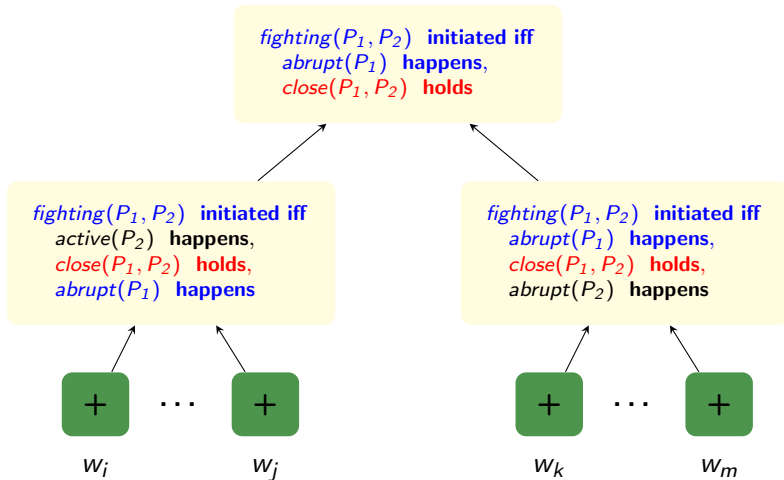 fighting(P₁, P₂) initiated iff
abrupt(P₁) happens,
close(P₁, P₂) holds
fighting(P₁, P₂) initiated iff
active(P₂) happens,
close(P₁, P₂) holds,
abrupt(P₁) happens
fighting(P₁, P₂) initiated iff
abrupt(P₁) happens,
close(P₁, P₂) holds,
abrupt(P₂) happens
+ ··· + + ··· +
wᵢ wⱼ wₖ wₘ